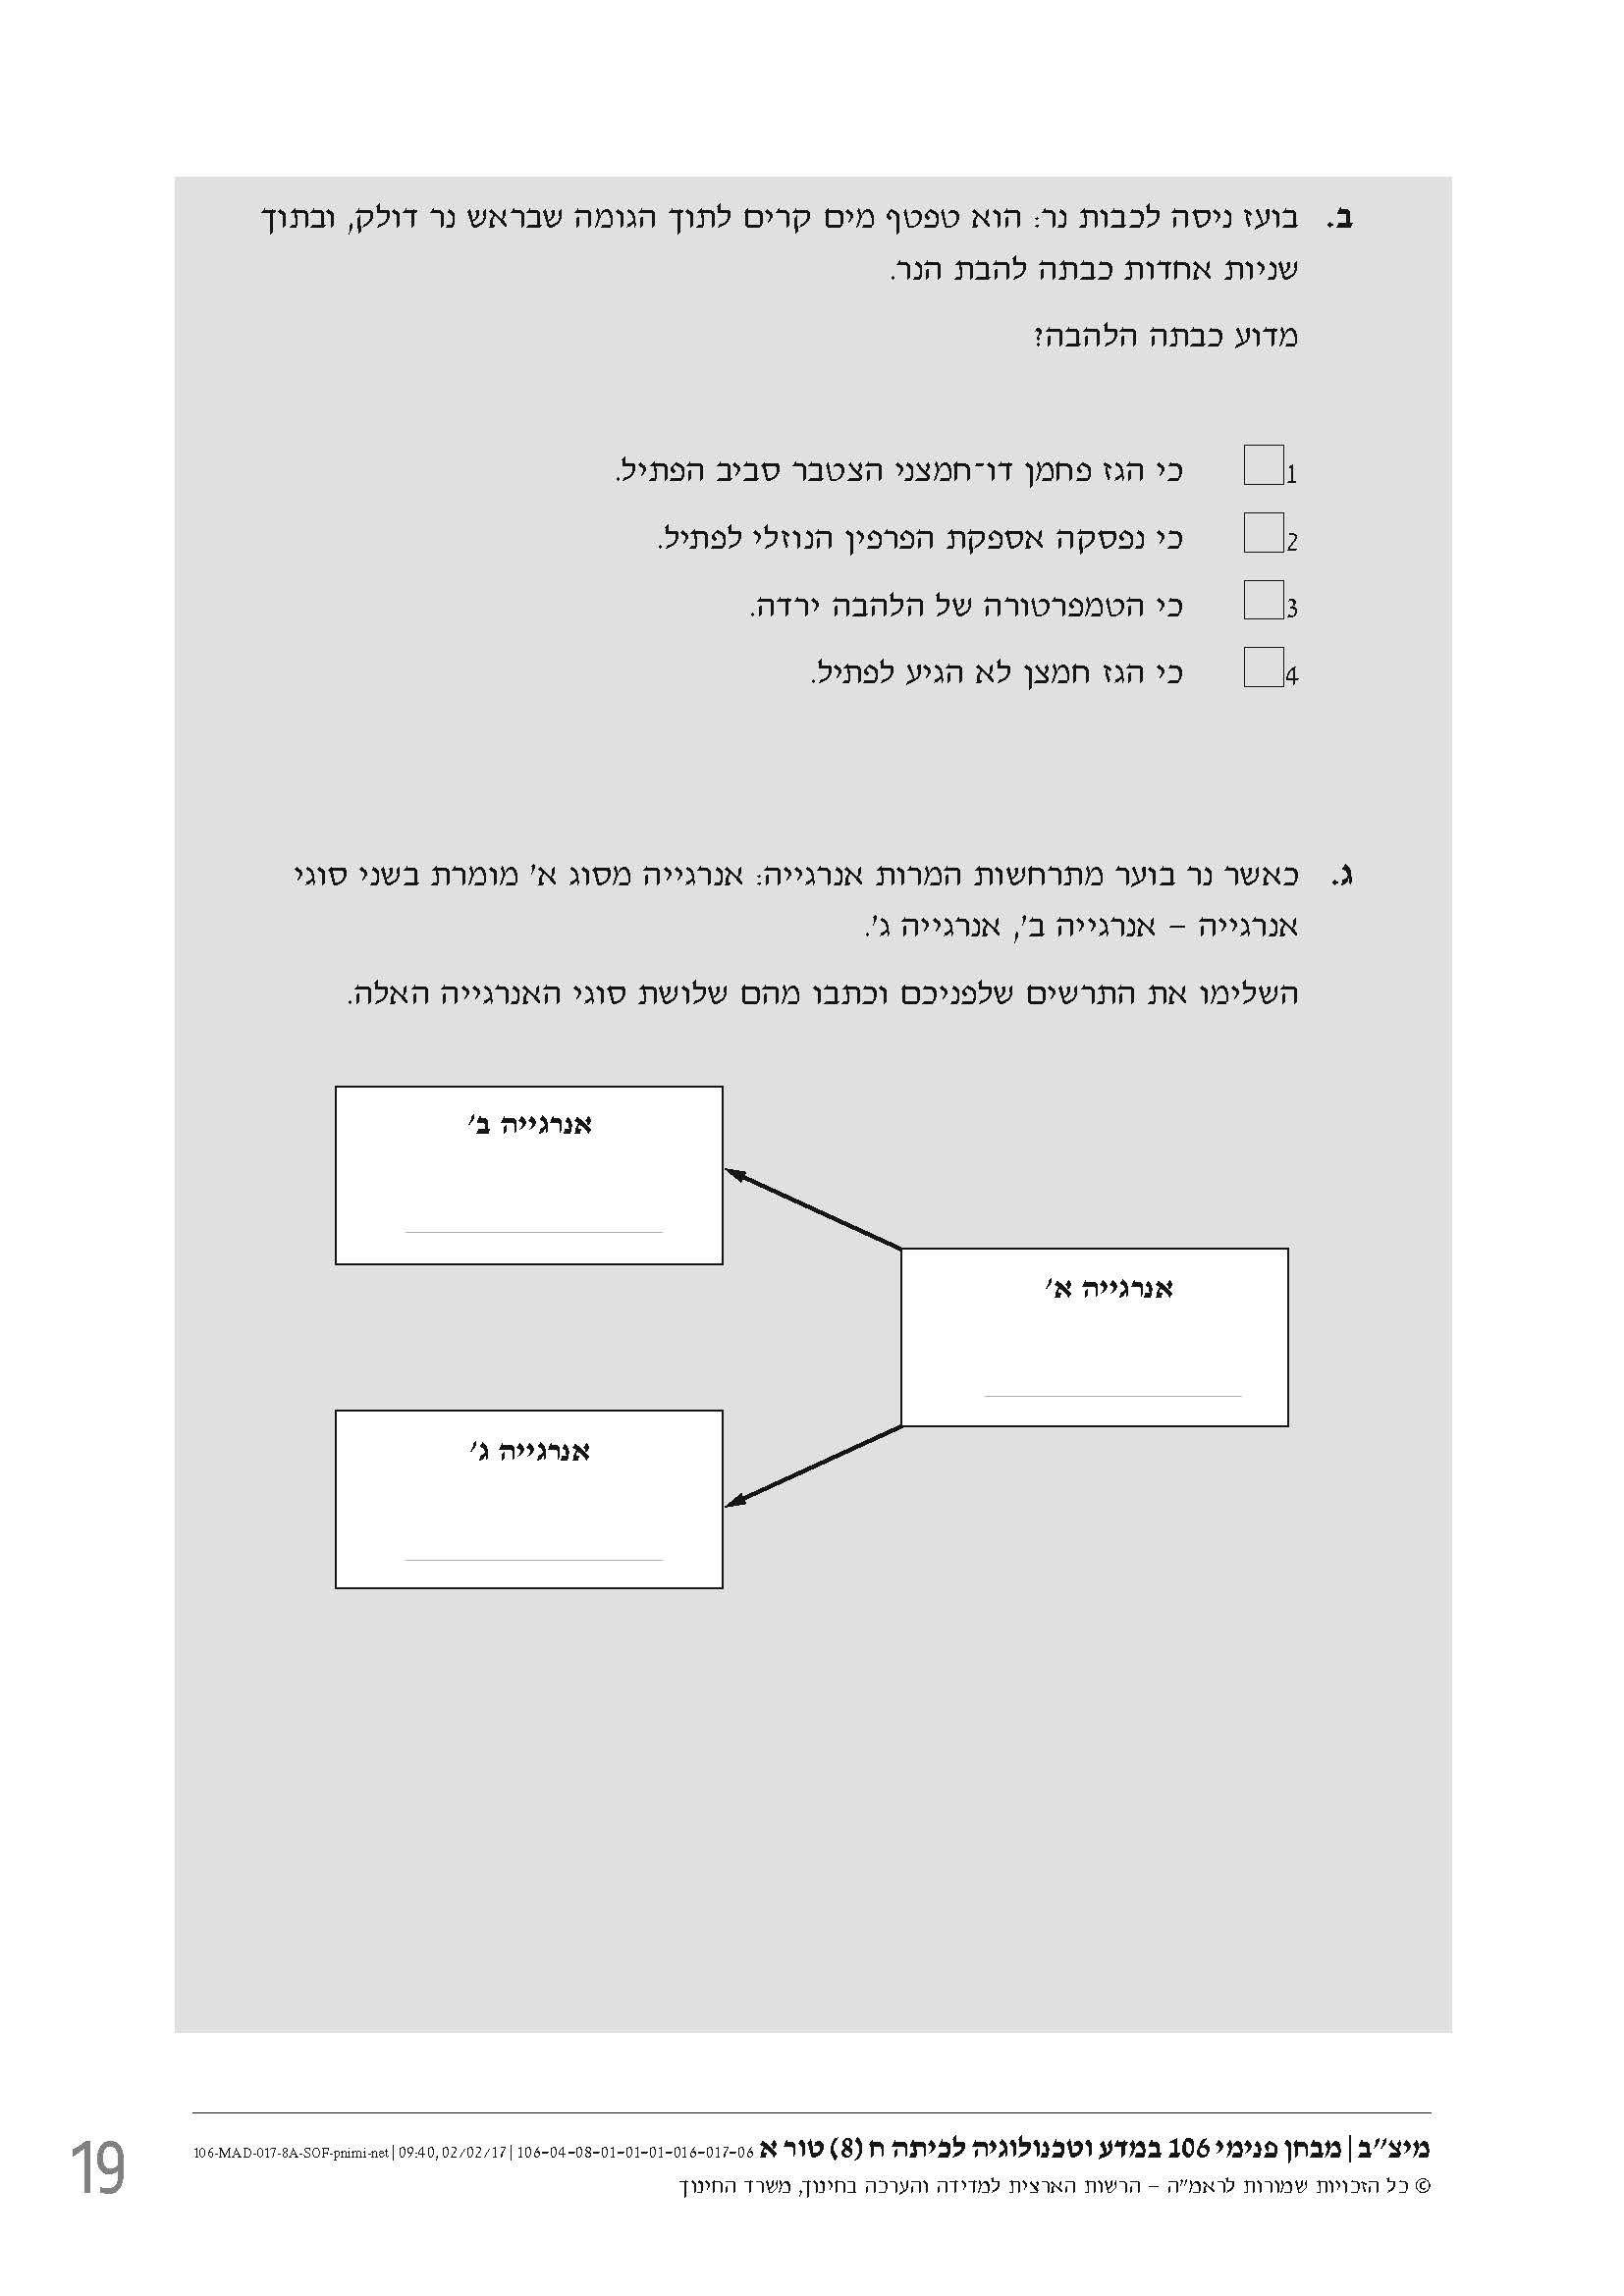 ב. בועז ניסה לכבות נר: הוא טפטף מים קרים לתוך הגומה שבראש נר דולק, ובתוך
שניות אחדות כבתה להבת הנר.
מדוע כבתה הלהבה?
1 כי הגז פחמן דו־חמצני הצטבר סביב הפתיל.
2 כי נפסקה אספקת הפרפין הנוזלי לפתיל.
3 כי הטמפרטורה של הלהבה ירדה.
4 כי הגז חמצן לא הגיע לפתיל.
ג. כאשר נר בוער מתרחשות המרות אנרגייה: אנרגייה מסוג א' מומרת בשני סוגי
אנרגייה – אנרגייה ב', אנרגייה ג'.
השלימו את התרשים שלפניכם וכתבו מהם שלושת סוגי האנרגייה האלה.
אנרגייה ב'
אנרגייה א'
אנרגייה ג'
מיצ"ב | מבחן פנימי 106 במדע וטכנולוגיה לכיתה ח (8) טור א 106-MAD-017-8A-SOF-pnimi-net | 09:40, 02/02/17 | 106-04-08-01-01-01-016-017-06
© כל הזכויות שמורות לראמ"ה – הרשות הארצית למדידה והערכה בחינוך, משרד החינוך
19